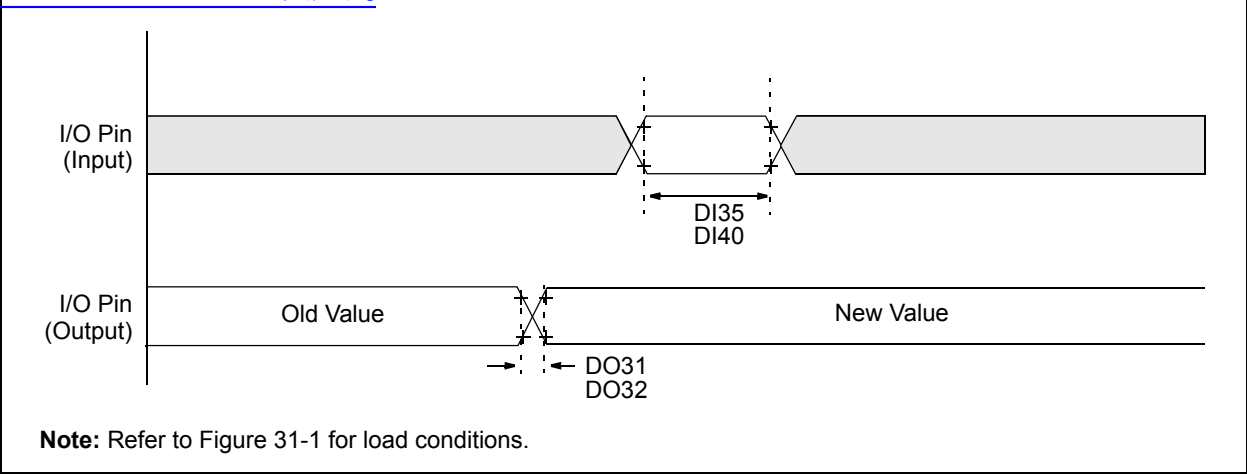 I/O Pin
(Input)
DI35
DI40
I/O Pin
(Output)
Old Value
New Value
DO31
DO32
Note: Refer to Figure 31-1 for load conditions.